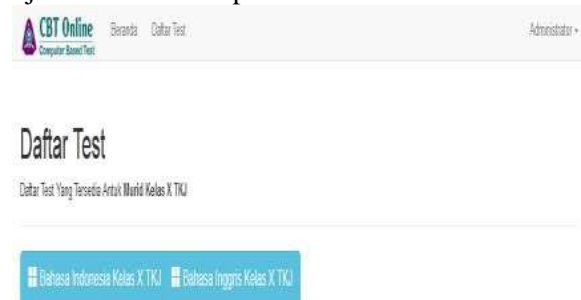 CBT Online
Computer Based Test
Beranda Daftar Test Administrator
Daftar Test
Daftar Test Yang Tersedia Antuk Murid Kelas X TKJ
Bahasa Indonesia Kelas X TKJ Bahasa Inggris Kelas X TKJ